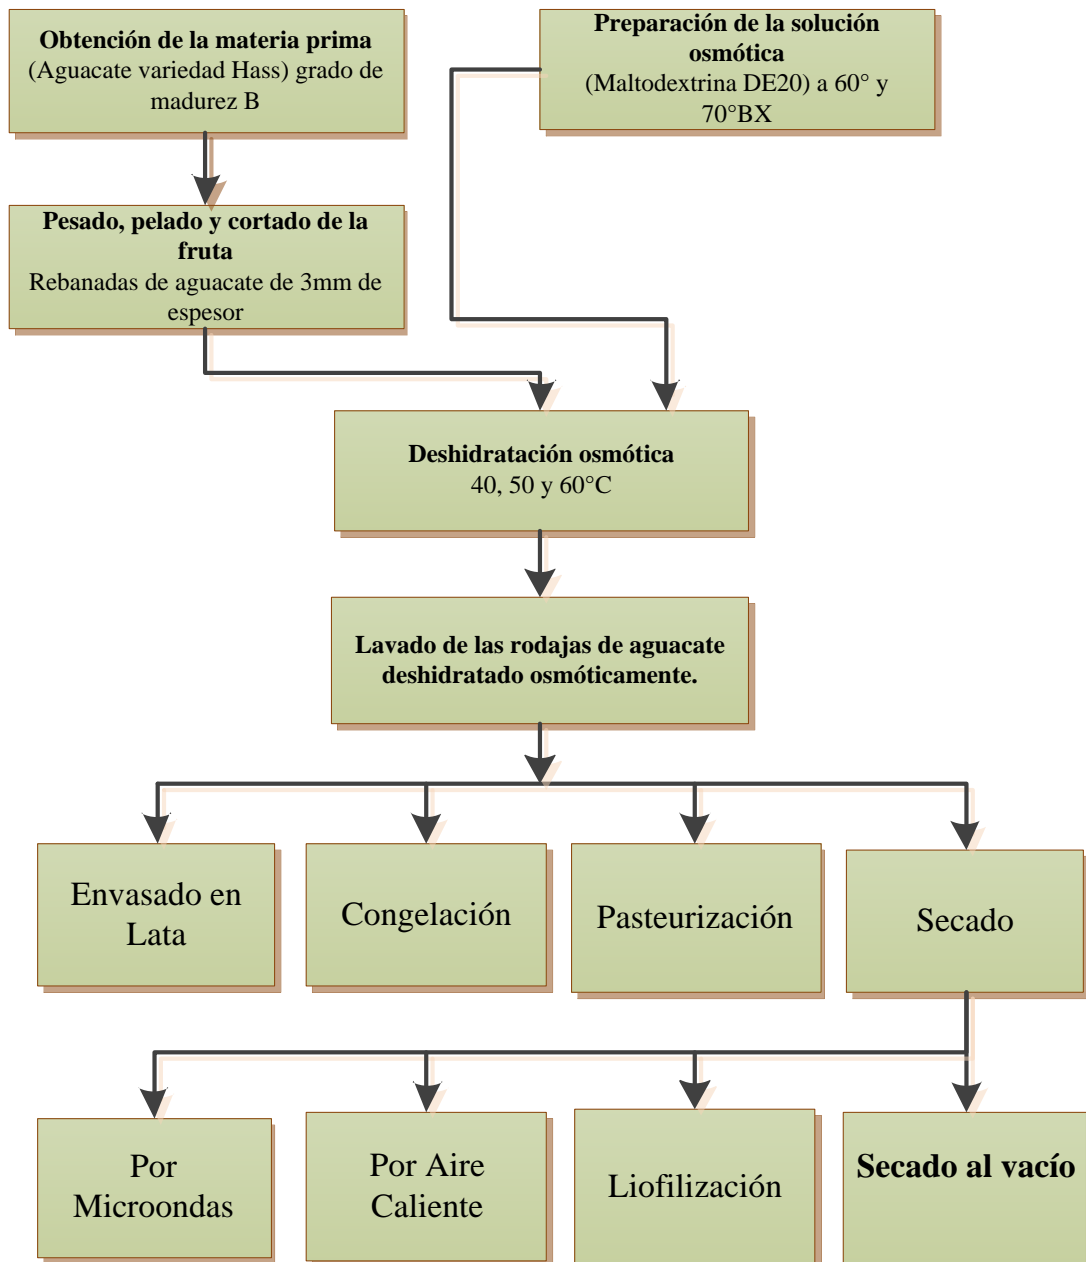 Obtención de la materia prima
(Aguacate variedad Hass) grado de
madurez B
Preparación de la solución
osmótica
(Maltodextrina DE20) a 60° y
70°BX
Pesado, pelado y cortado de la
fruta
Rebanadas de aguacate de 3mm de
espesor
Deshidratación osmótica
40, 50 y 60°C
Lavado de las rodajas de aguacate
deshidratado osmóticamente.
Envasado en
Lata
Congelación
Pasteurización
Secado
Por
Microondas
Por Aire
Caliente
Liofilización
Secado al vacío